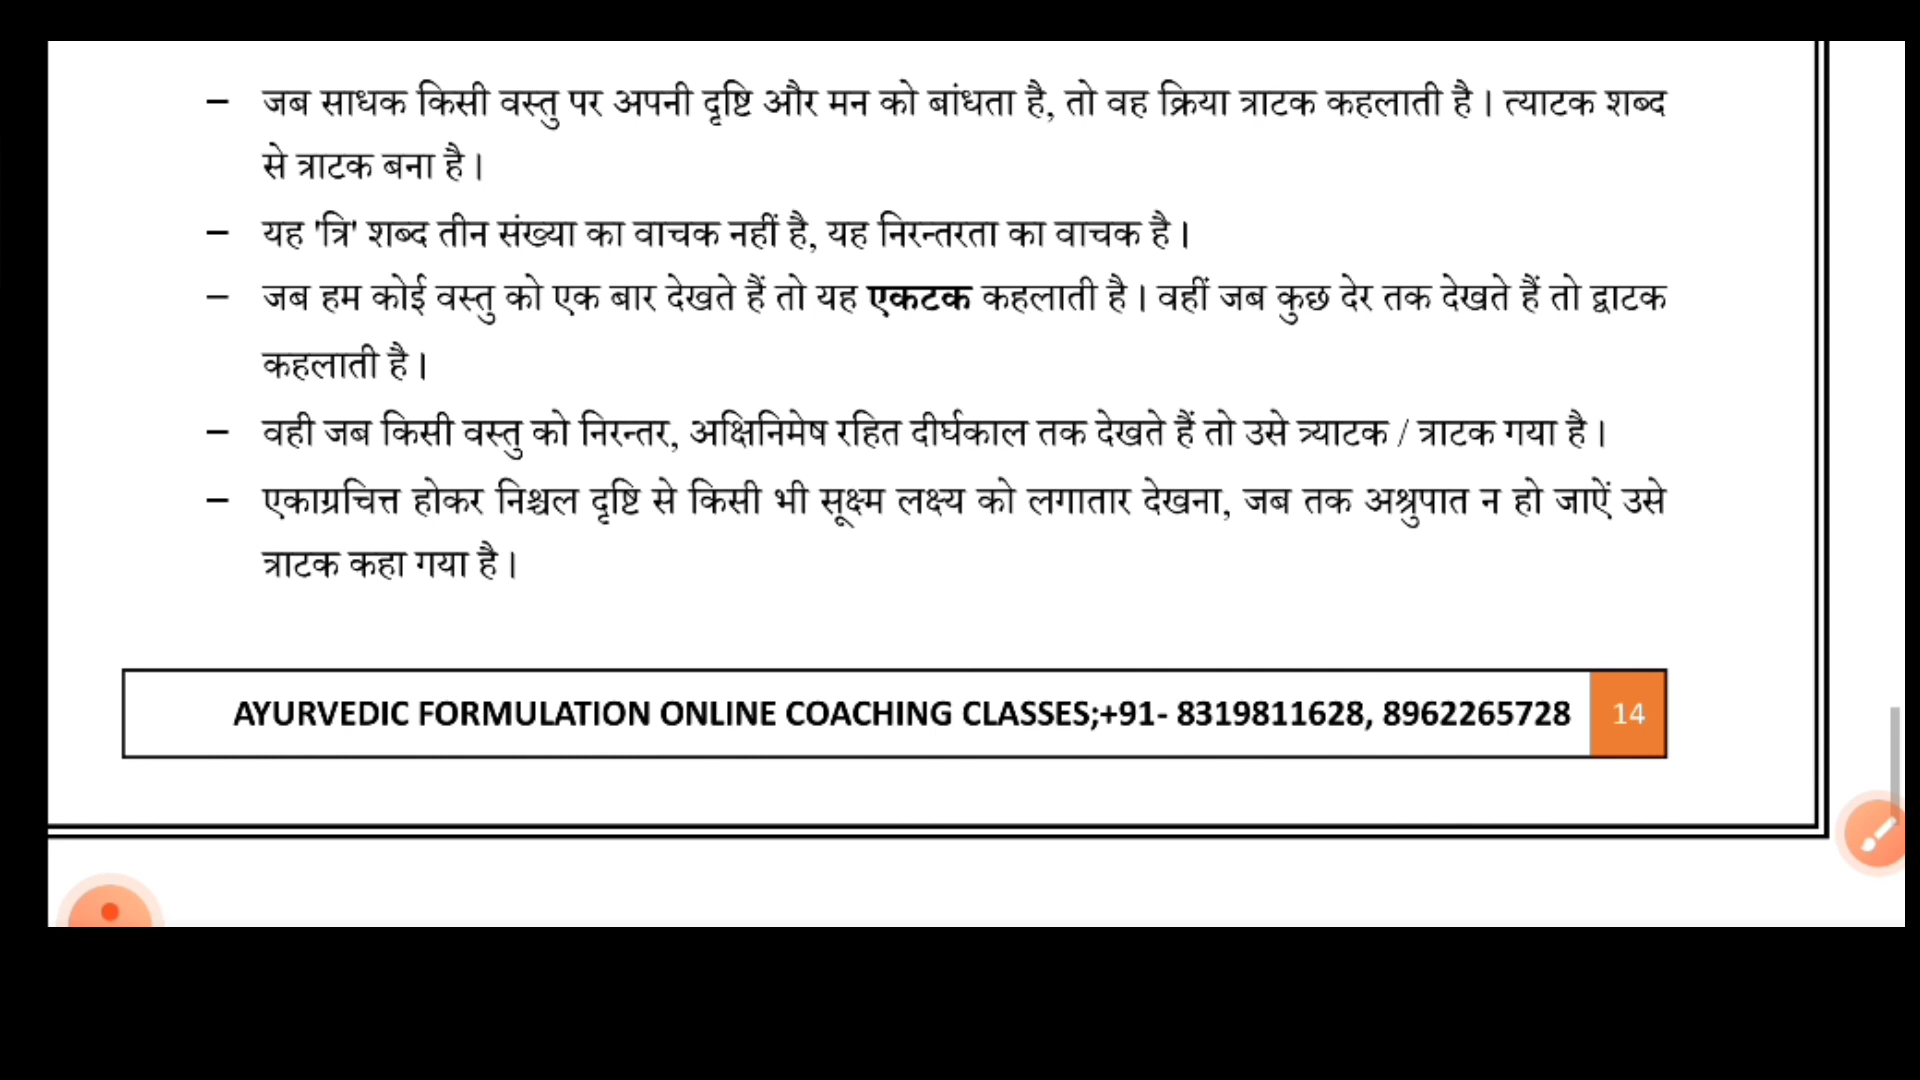 – जब साधक किसी वस्तु पर अपनी दृष्टि और मन को बांधता है, तो वह क्रिया त्राटक कहलाती है। त्याटक शब्द
से त्राटक बना है।
– यह 'त्रि' शब्द तीन संख्या का वाचक नहीं है, यह निरन्तरता का वाचक है।
– जब हम कोई वस्तु को एक बार देखते हैं तो यह एकटक कहलाती है। वहीं जब कुछ देर तक देखते हैं तो द्वाटक
कहलाती है।
– वही जब किसी वस्तु को निरन्तर, अक्षिनिमेष रहित दीर्घकाल तक देखते हैं तो उसे त्र्याटक / त्राटक गया है।
– एकाग्रचित्त होकर निश्चल दृष्टि से किसी भी सूक्ष्म लक्ष्य को लगातार देखना, जब तक अश्रुपात न हो जाऐं उसे
त्राटक कहा गया है।
AYURVEDIC FORMULATION ONLINE COACHING CLASSES;+91- 8319811628, 8962265728 14